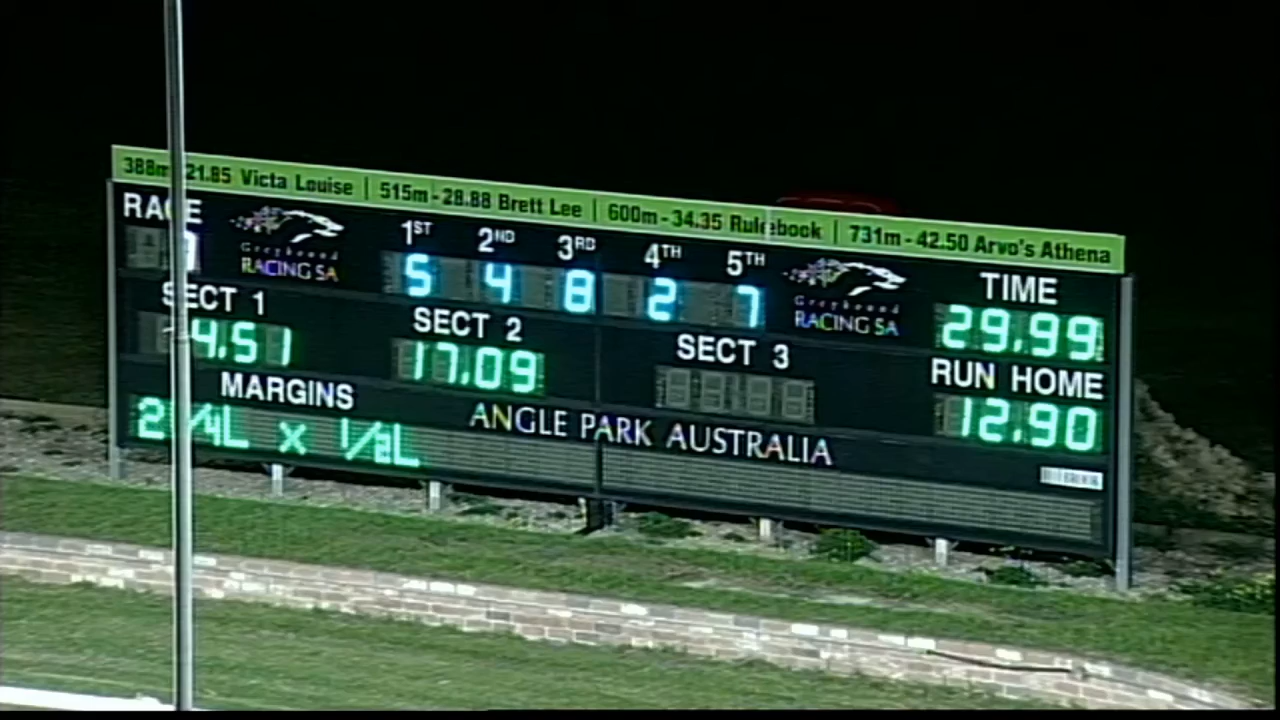 388m 21.85 Victa Louise | 515m - 28.88 Brett Lee | 600m - 34.35 Rulebook | 731m - 42.50 Arvo's Athena
RACE
Greyhound
RACING SA
1ST 2ND 3RD 4TH 5TH
5 4 8 2 7
Greyhound
RACING SA
TIME
29.99
SECT 1
4.51
SECT 2
17.09
SECT 3
RUN HOME
12.90
MARGINS
2 1/4L x 1/2L
ANGLE PARK AUSTRALIA